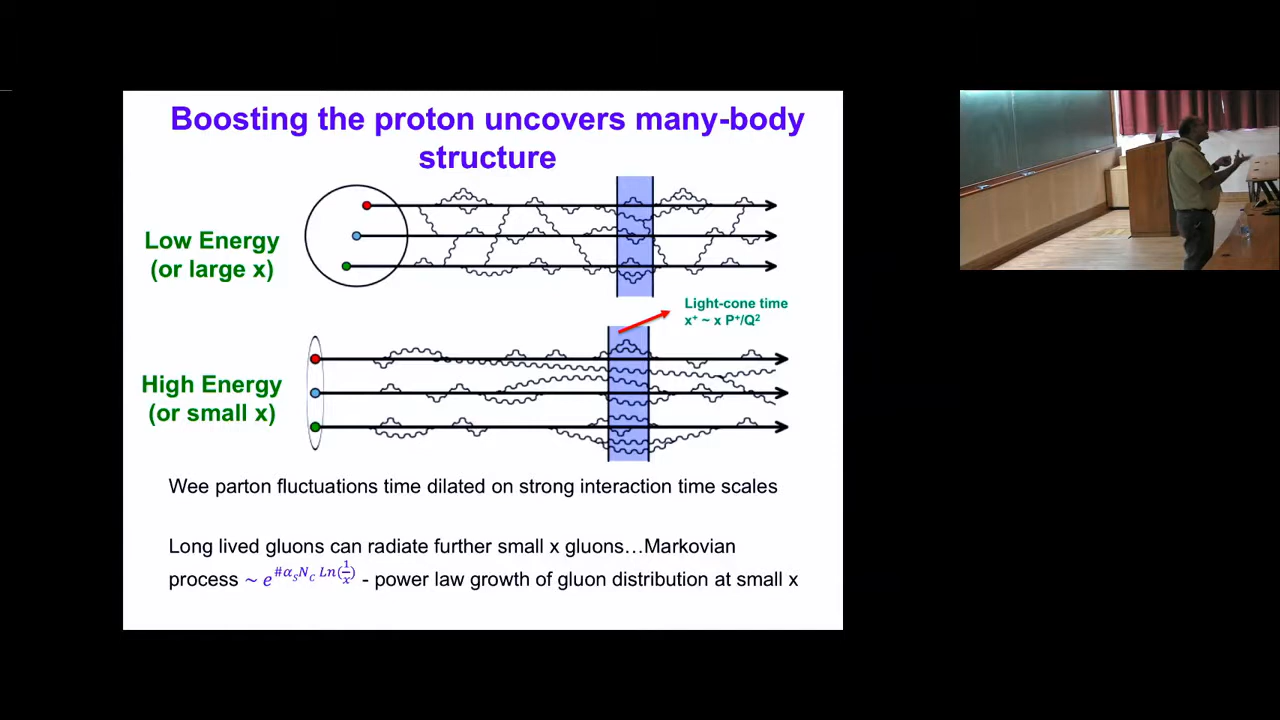 Boosting the proton uncovers many-body
structure
Low Energy
(or large x)
Light-cone time
x⁺ ~ x P⁺/Q²
High Energy
(or small x)
Wee parton fluctuations time dilated on strong interaction time scales
Long lived gluons can radiate further small x gluons…Markovian
process ~ e^{#α_s N_C Ln(1/x)} - power law growth of gluon distribution at small x